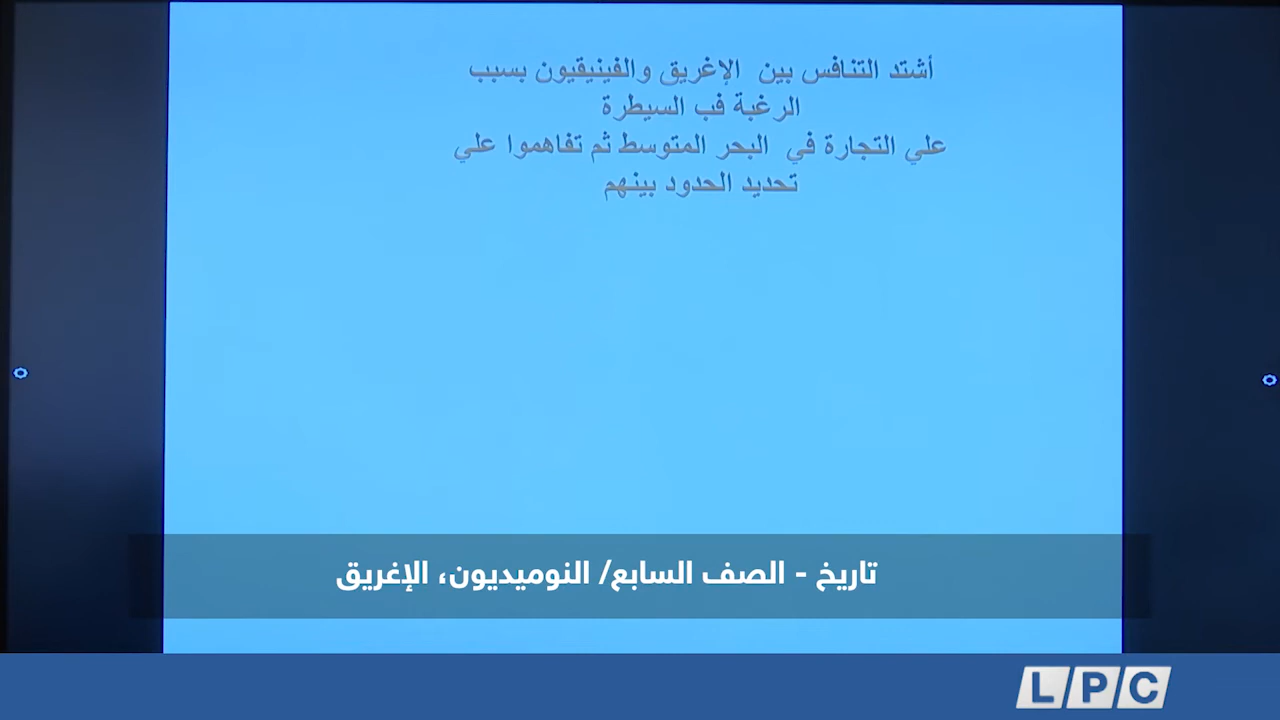 أشتد التنافس بين الإغريق والفينيقيون بسبب
الرغبة فب السيطرة
علي التجارة في البحر المتوسط ثم تفاهموا علي
تحديد الحدود بينهم
تاريخ - الصف السابع/ النوميديون، الإغريق
LPC